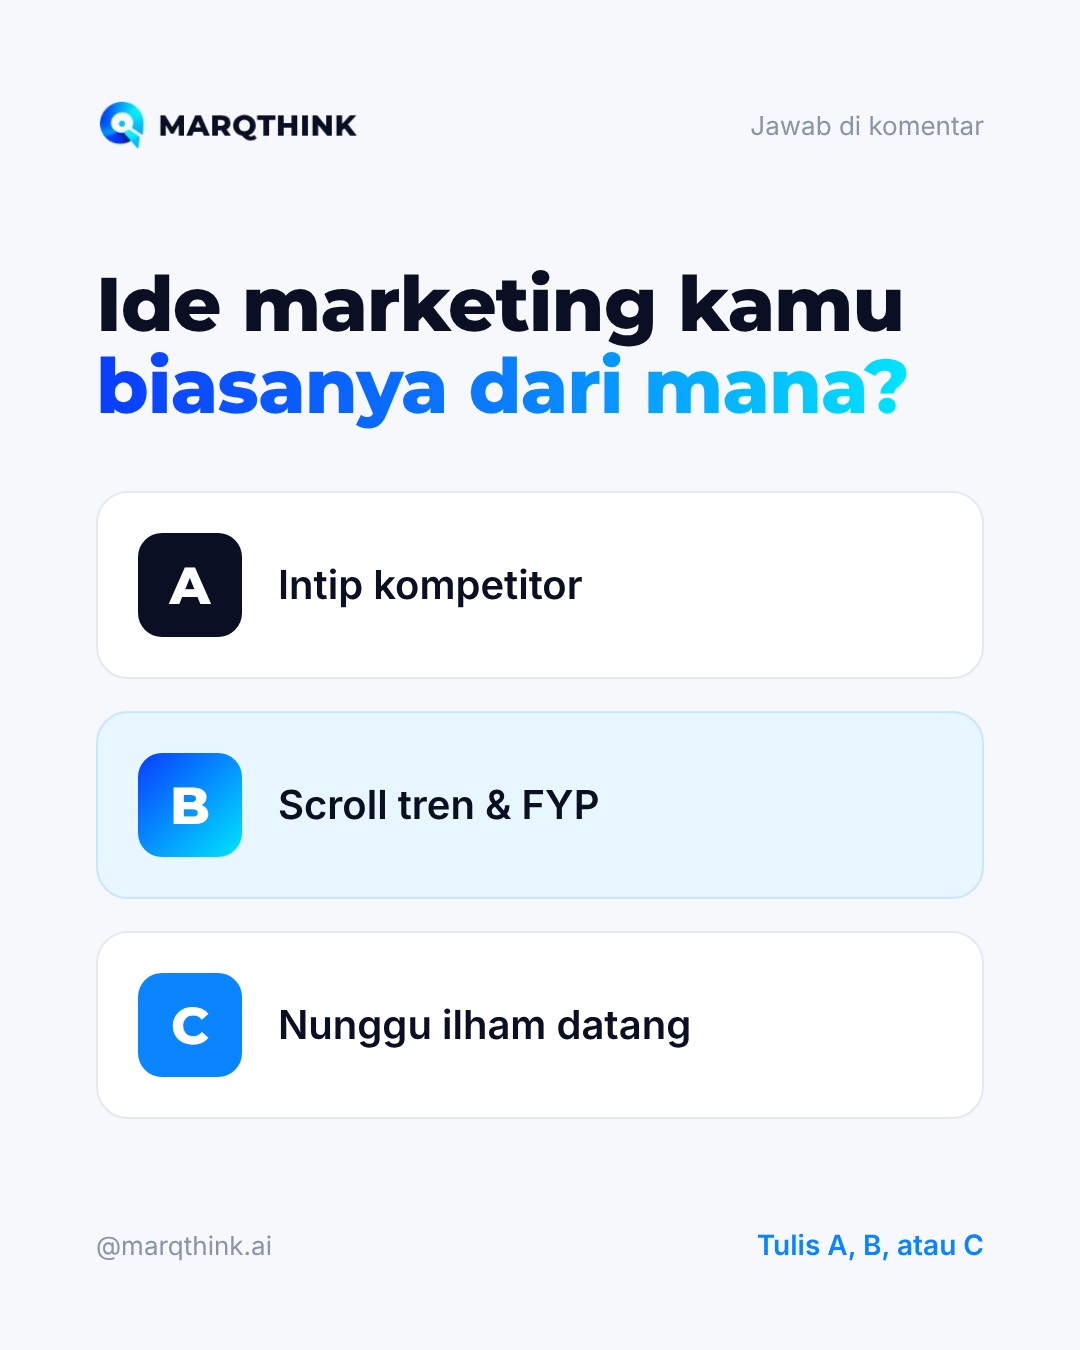 MARQTHINK
Jawab di komentar
Ide marketing kamu
biasanya dari mana?
A
Intip kompetitor
B
Scroll tren & FYP
C
Nunggu ilham datang
@marqthink.ai
Tulis A, B, atau C